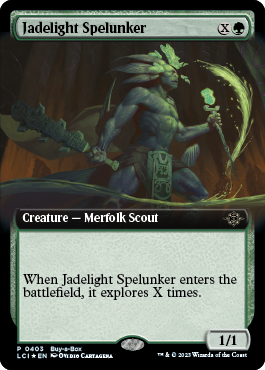 Jadelight Spelunker X
Creature — Merfolk Scout
When Jadelight Spelunker enters the
battlefield, it explores X times.
1/1
P 0403 Buy-a-Box
LCI ★ EN Ovidio Cartagena
™ & © 2023 Wizards of the Coast